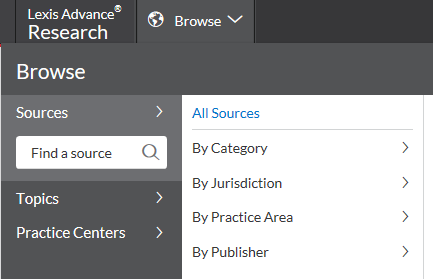 Lexis Advance®
Research
Browse
Browse
Sources
Find a source
Topics
Practice Centers
All Sources
By Category
By Jurisdiction
By Practice Area
By Publisher